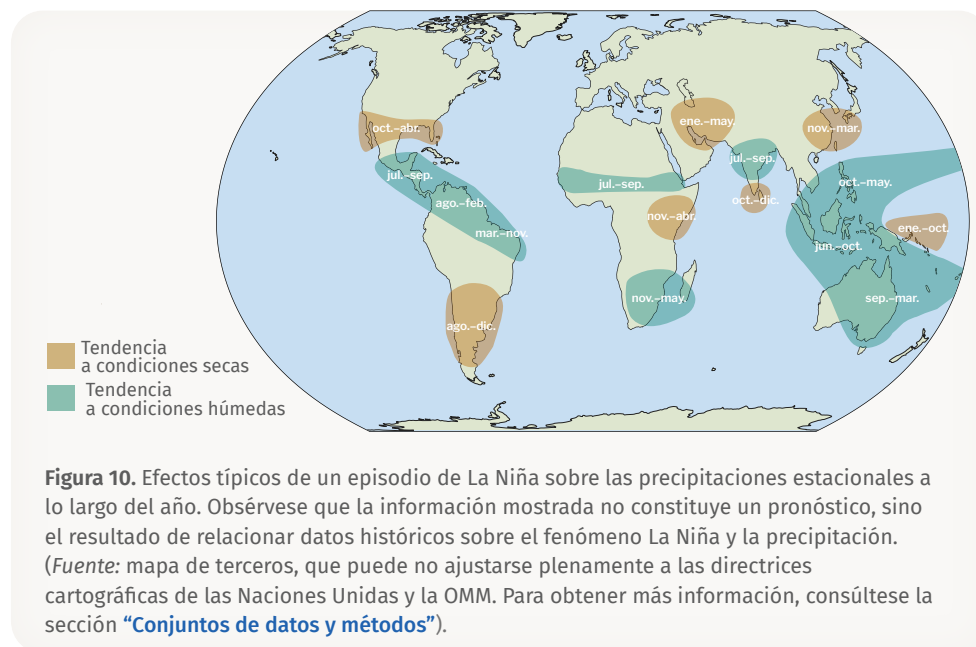 oct.–abr.
ene.–may.
nov.–mar.
jul.–sep.
jul.–sep.
jul.–sep.
oct.–may.
ago.–feb.
oct.–dic.
nov.–abr.
mar.–nov.
ene.–oct.
jun.–oct.
nov.–may.
sep.–mar.
ago.–dic.
Tendencia
a condiciones secas
Tendencia
a condiciones húmedas
Figura 10. Efectos típicos de un episodio de La Niña sobre las precipitaciones estacionales a
lo largo del año. Obsérvese que la información mostrada no constituye un pronóstico, sino
el resultado de relacionar datos históricos sobre el fenómeno La Niña y la precipitación.
(Fuente: mapa de terceros, que puede no ajustarse plenamente a las directrices
cartográficas de las Naciones Unidas y la OMM. Para obtener más información, consúltese la
sección “Conjuntos de datos y métodos”).